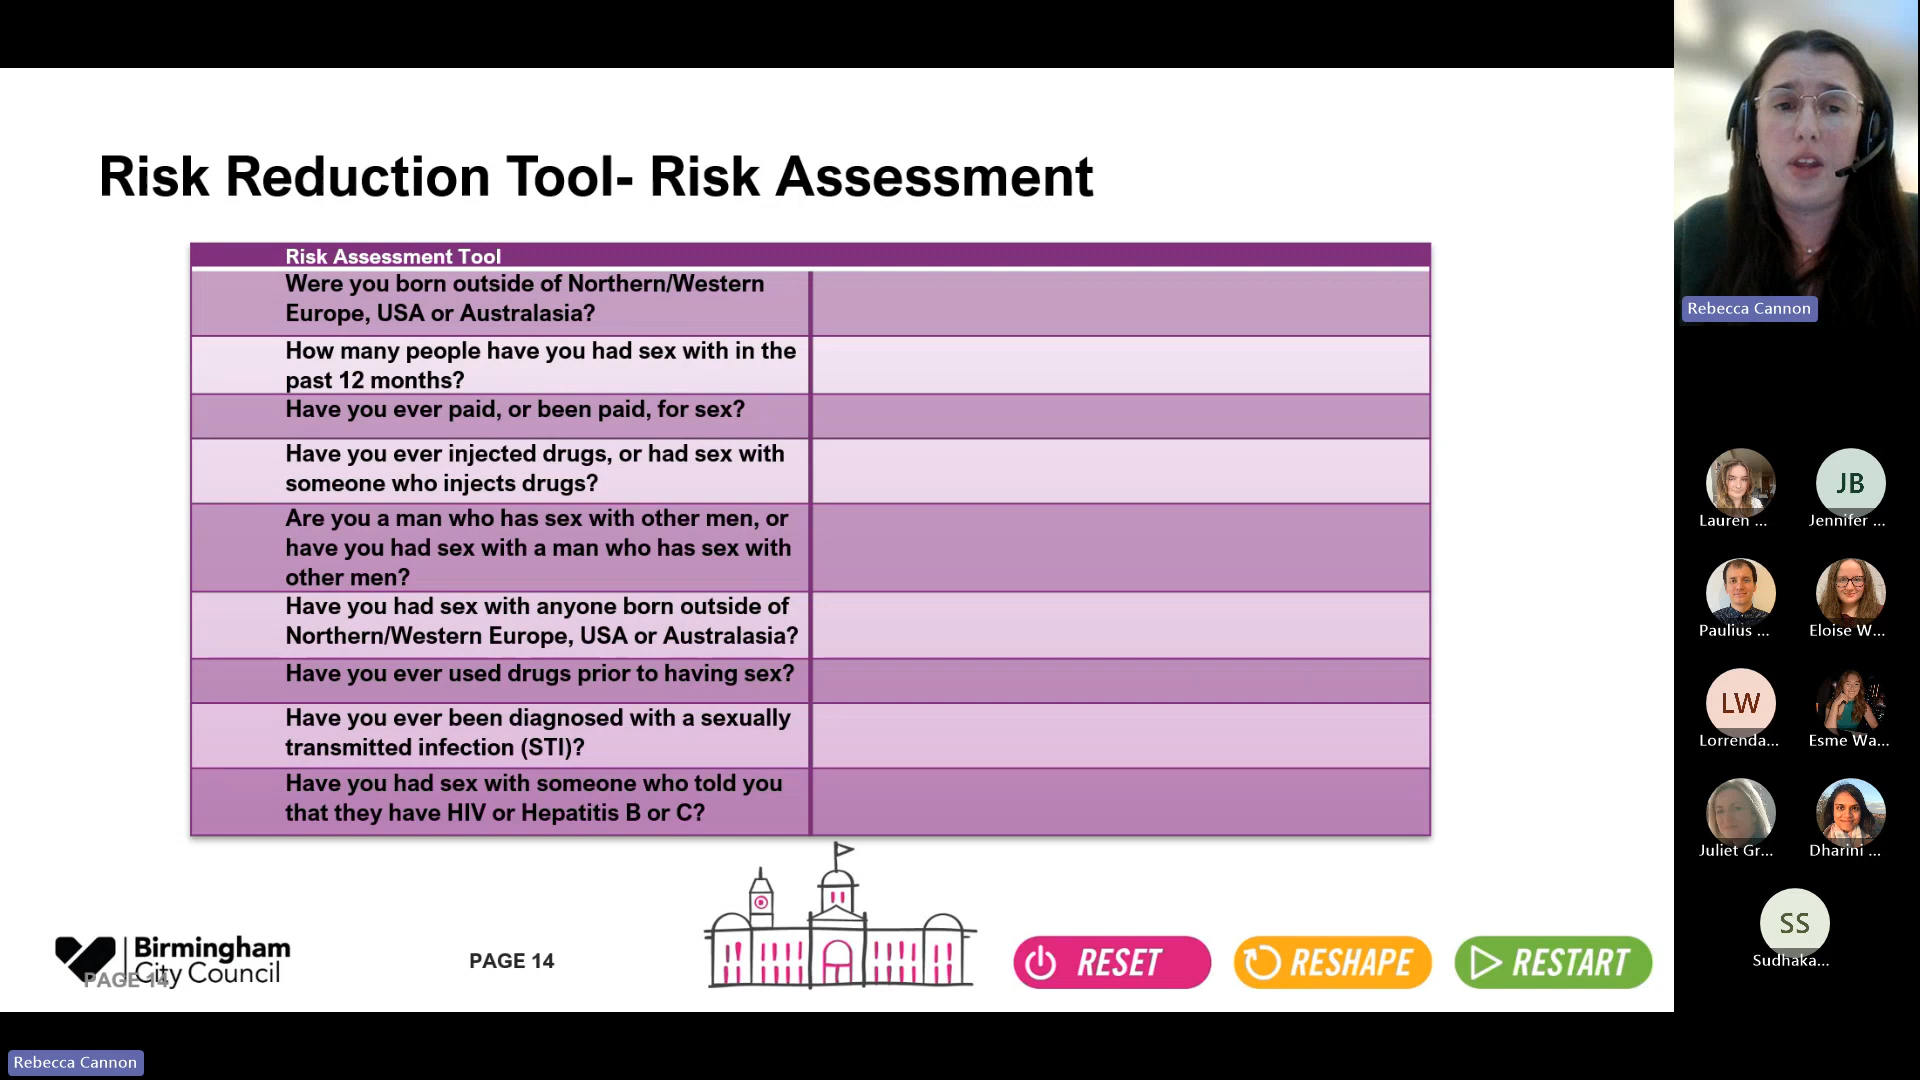 Risk Reduction Tool- Risk Assessment
Risk Assessment Tool
Were you born outside of Northern/Western
Europe, USA or Australasia?
How many people have you had sex with in the
past 12 months?
Have you ever paid, or been paid, for sex?
Have you ever injected drugs, or had sex with
someone who injects drugs?
Are you a man who has sex with other men, or
have you had sex with a man who has sex with
other men?
Have you had sex with anyone born outside of
Northern/Western Europe, USA or Australasia?
Have you ever used drugs prior to having sex?
Have you ever been diagnosed with a sexually
transmitted infection (STI)?
Have you had sex with someone who told you
that they have HIV or Hepatitis B or C?
Birmingham
City Council
PAGE 14
PAGE 14
RESET
RESHAPE
RESTART
Rebecca Cannon
Rebecca Cannon
JB
Lauren ...
Jennifer ...
Paulius ...
Eloise W...
LW
Lorrenda...
Esme Wa...
Juliet Gr...
Dharini ...
SS
Sudhaka...